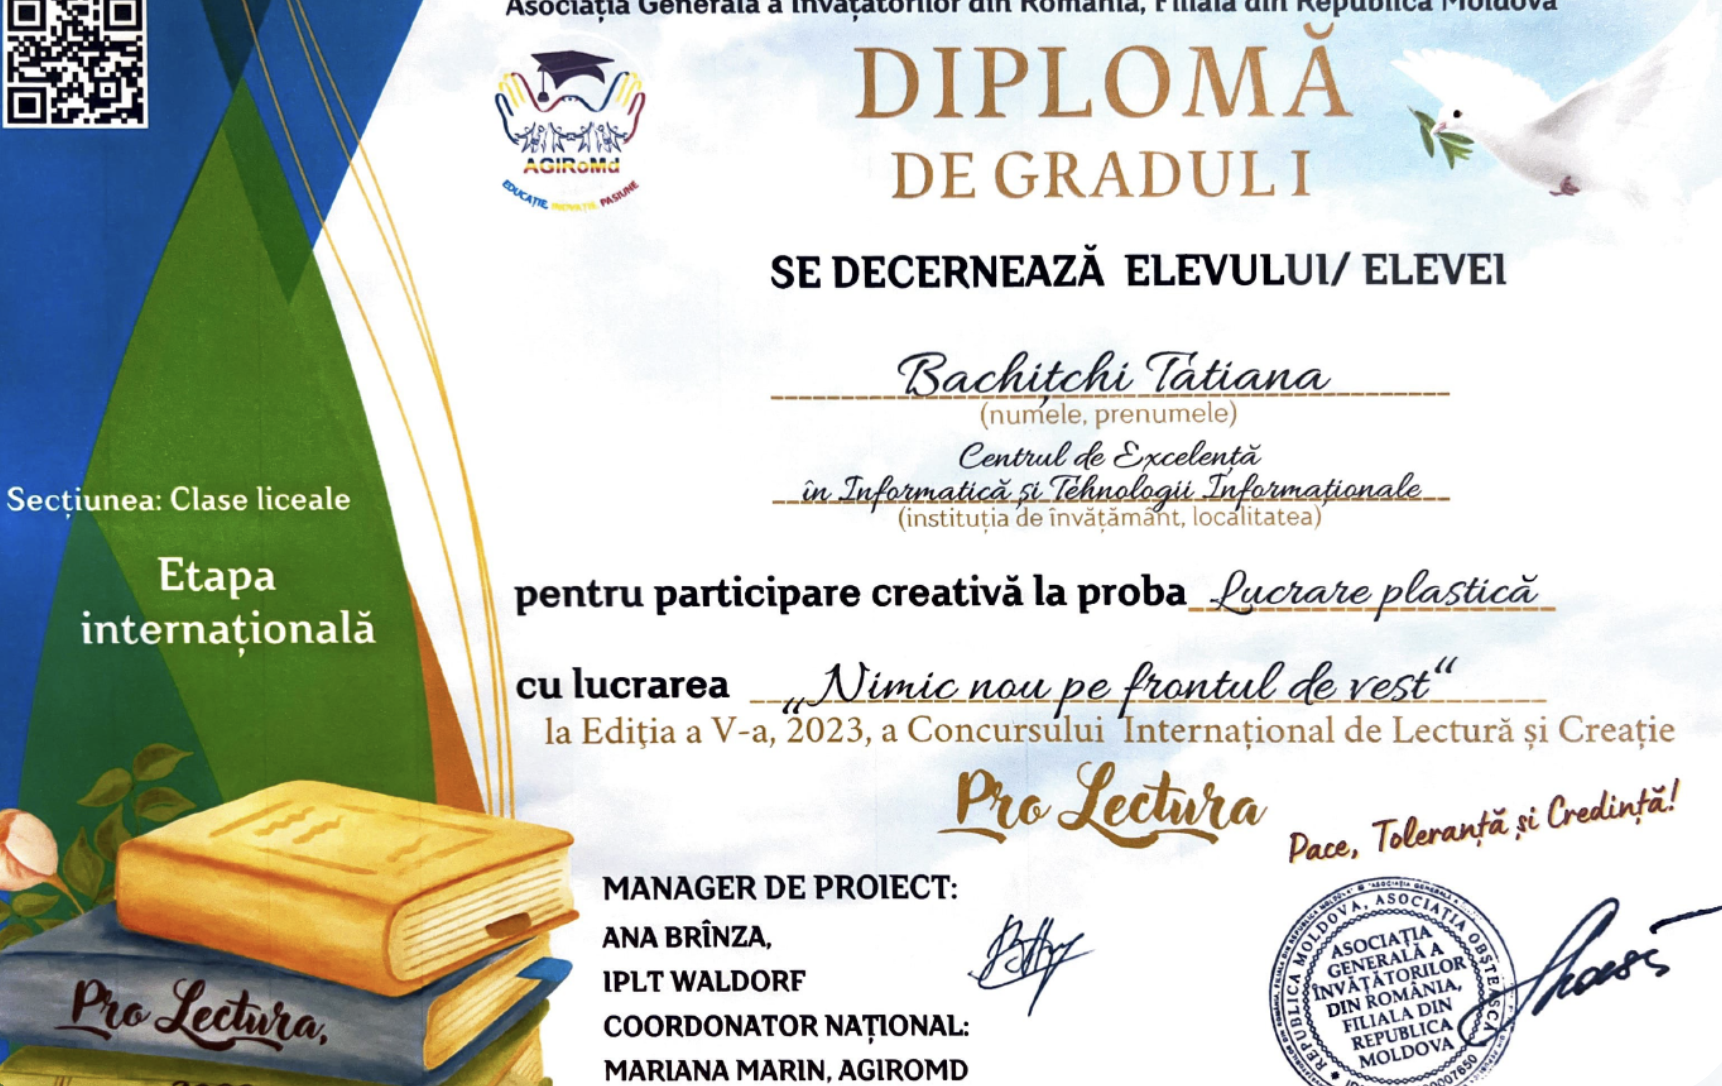 Asociația Generală a Învățătorilor din România, Filiala din Republica Moldova
DIPLOMĂ
DE GRADUL I
AGIRoMd
EDUCAȚIE, INOVAȚIE, PASIUNE
SE DECERNEAZĂ ELEVULUI/ ELEVEI
Bachițchi Tatiana
(numele, prenumele)
Centrul de Excelență
în Informatică și Tehnologii Informaționale
(instituția de învățământ, localitatea)
Secțiunea: Clase liceale
Etapa
internațională
pentru participare creativă la proba Lucrare plastică
cu lucrarea „Nimic nou pe frontul de vest“
la Ediția a V-a, 2023, a Concursului Internațional de Lectură și Creație
Pro Lectura
Pace, Toleranță și Credință!
MANAGER DE PROIECT:
ANA BRÎNZA,
IPLT WALDORF
COORDONATOR NAȚIONAL:
MARIANA MARIN, AGIROMD
Pro Lectura,
REPUBLICA MOLDOVA, ASOCIAȚIA OBȘTEASCĂ
ASOCIAȚIA
GENERALĂ A
ÎNVĂȚĂTORILOR
DIN ROMÂNIA,
FILIALA DIN
REPUBLICA
MOLDOVA